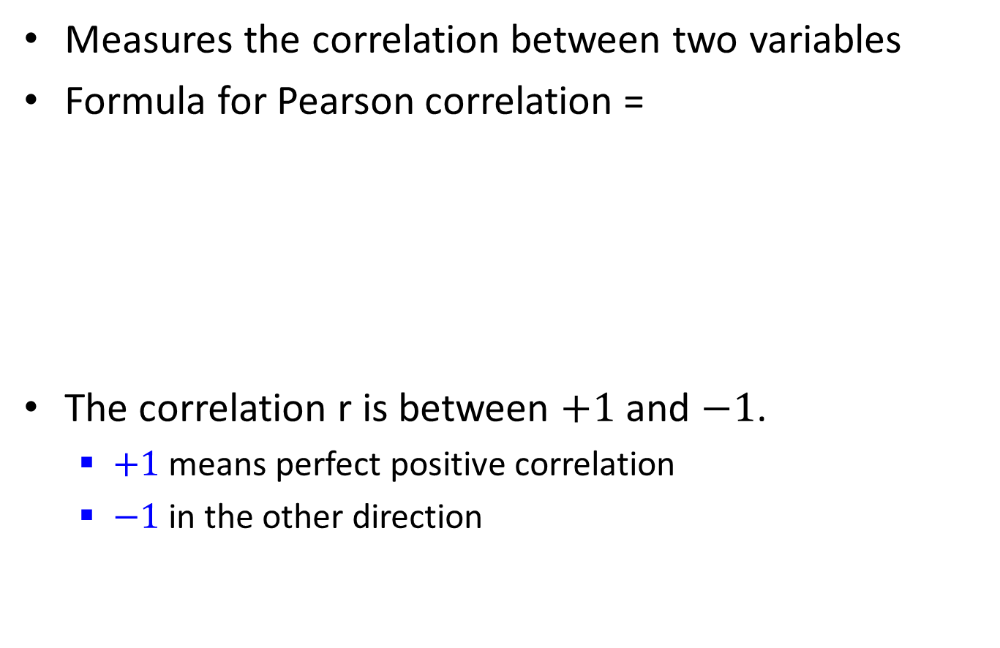 • Measures the correlation between two variables
• Formula for Pearson correlation =
• The correlation r is between +1 and −1.
▪ +1 means perfect positive correlation
▪ −1 in the other direction